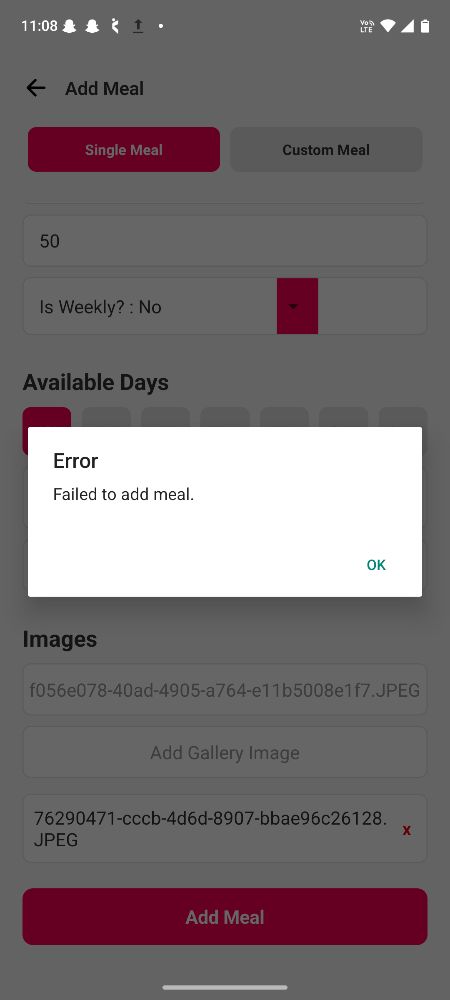 11:08
Vo))
LTE
Add Meal
Single Meal
Custom Meal
50
Is Weekly? : No
Available Days
Error
Failed to add meal.
OK
Images
f056e078-40ad-4905-a764-e11b5008e1f7.JPEG
Add Gallery Image
76290471-cccb-4d6d-8907-bbae96c26128.
JPEG
x
Add Meal